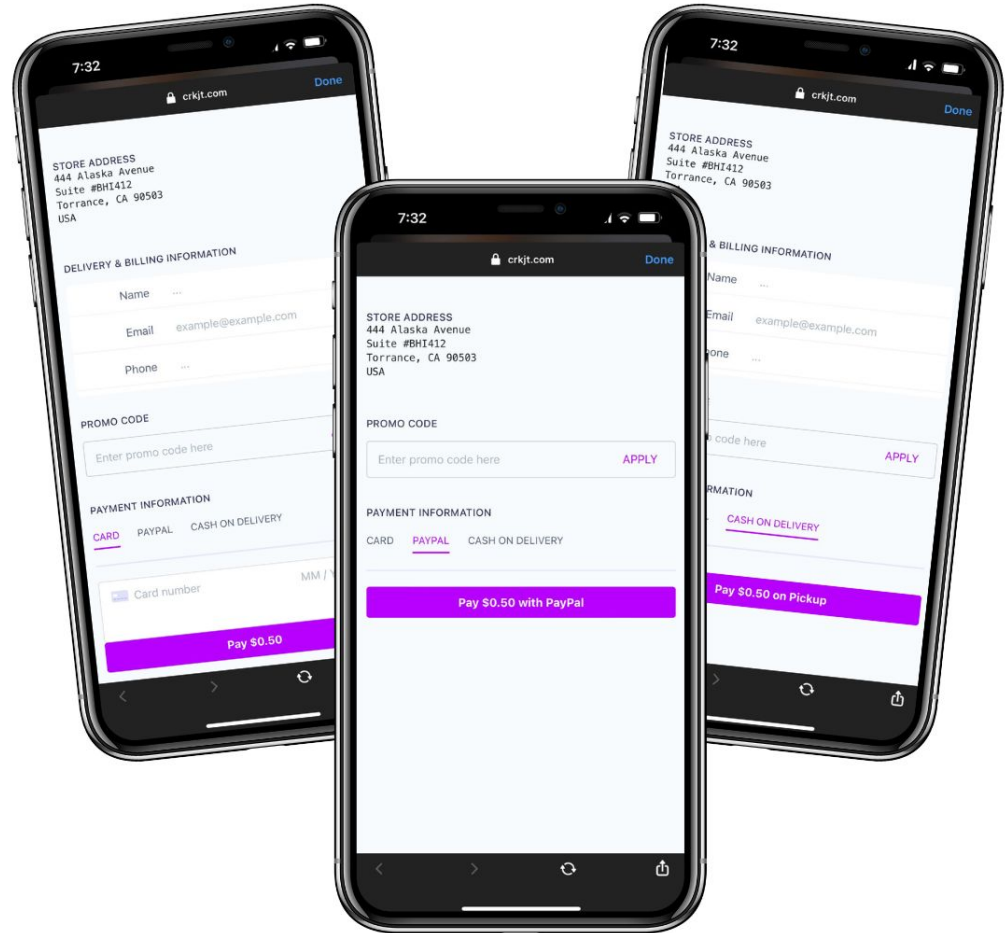 7:32
crkjt.com
Done
STORE ADDRESS
444 Alaska Avenue
Suite #BHI412
Torrance, CA 90503
USA
DELIVERY & BILLING INFORMATION
Name ...
Email example@example.com
Phone ...
PROMO CODE
Enter promo code here
PAYMENT INFORMATION
CARD PAYPAL CASH ON DELIVERY
Card number MM / Y
Pay $0.50
7:32
crkjt.com
Done
STORE ADDRESS
444 Alaska Avenue
Suite #BHI412
Torrance, CA 90503
USA
PROMO CODE
Enter promo code here APPLY
PAYMENT INFORMATION
CARD PAYPAL CASH ON DELIVERY
Pay $0.50 with PayPal
7:32
crkjt.com
Done
STORE ADDRESS
444 Alaska Avenue
Suite #BHI412
Torrance, CA 90503
& BILLING INFORMATION
Name ...
Email example@example.com
one ...
code here APPLY
RMATION
CASH ON DELIVERY
Pay $0.50 on Pickup